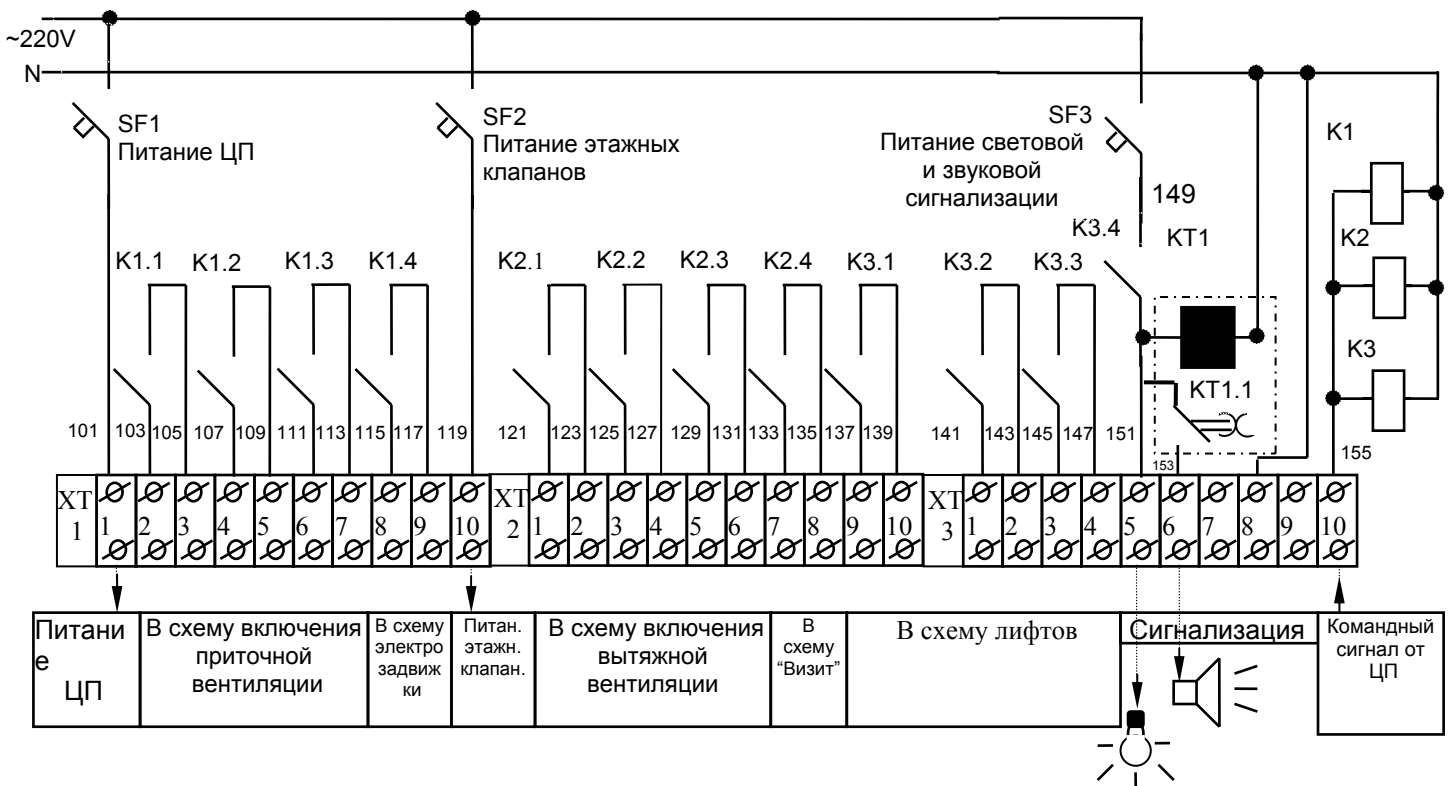 ~220V
N
SF1
Питание ЦП
SF2
Питание этажных
клапанов
SF3
Питание световой
и звуковой
сигнализации
149
K1
K2
K3
K3.4
KT1
K1.1
K1.2
K1.3
K1.4
K2.1
K2.2
K2.3
K2.4
K3.1
K3.2
K3.3
KT1.1
101
103
105
107
109
111
113
115
117
119
121
123
125
127
129
131
133
135
137
139
141
143
145
147
151
153
155
XT
1
1 2 3 4 5 6 7 8 9 10
XT
2
1 2 3 4 5 6 7 8 9 10
XT
3
1 2 3 4 5 6 7 8 9 10
Питани
е
ЦП
В схему включения
приточной
вентиляции
В схему
электро
задвиж
ки
Питан.
этажн.
клапан.
В схему включения
вытяжной
вентиляции
В
схему
“Визит”
В схему лифтов
Сигнализация
Командный
сигнал от
ЦП